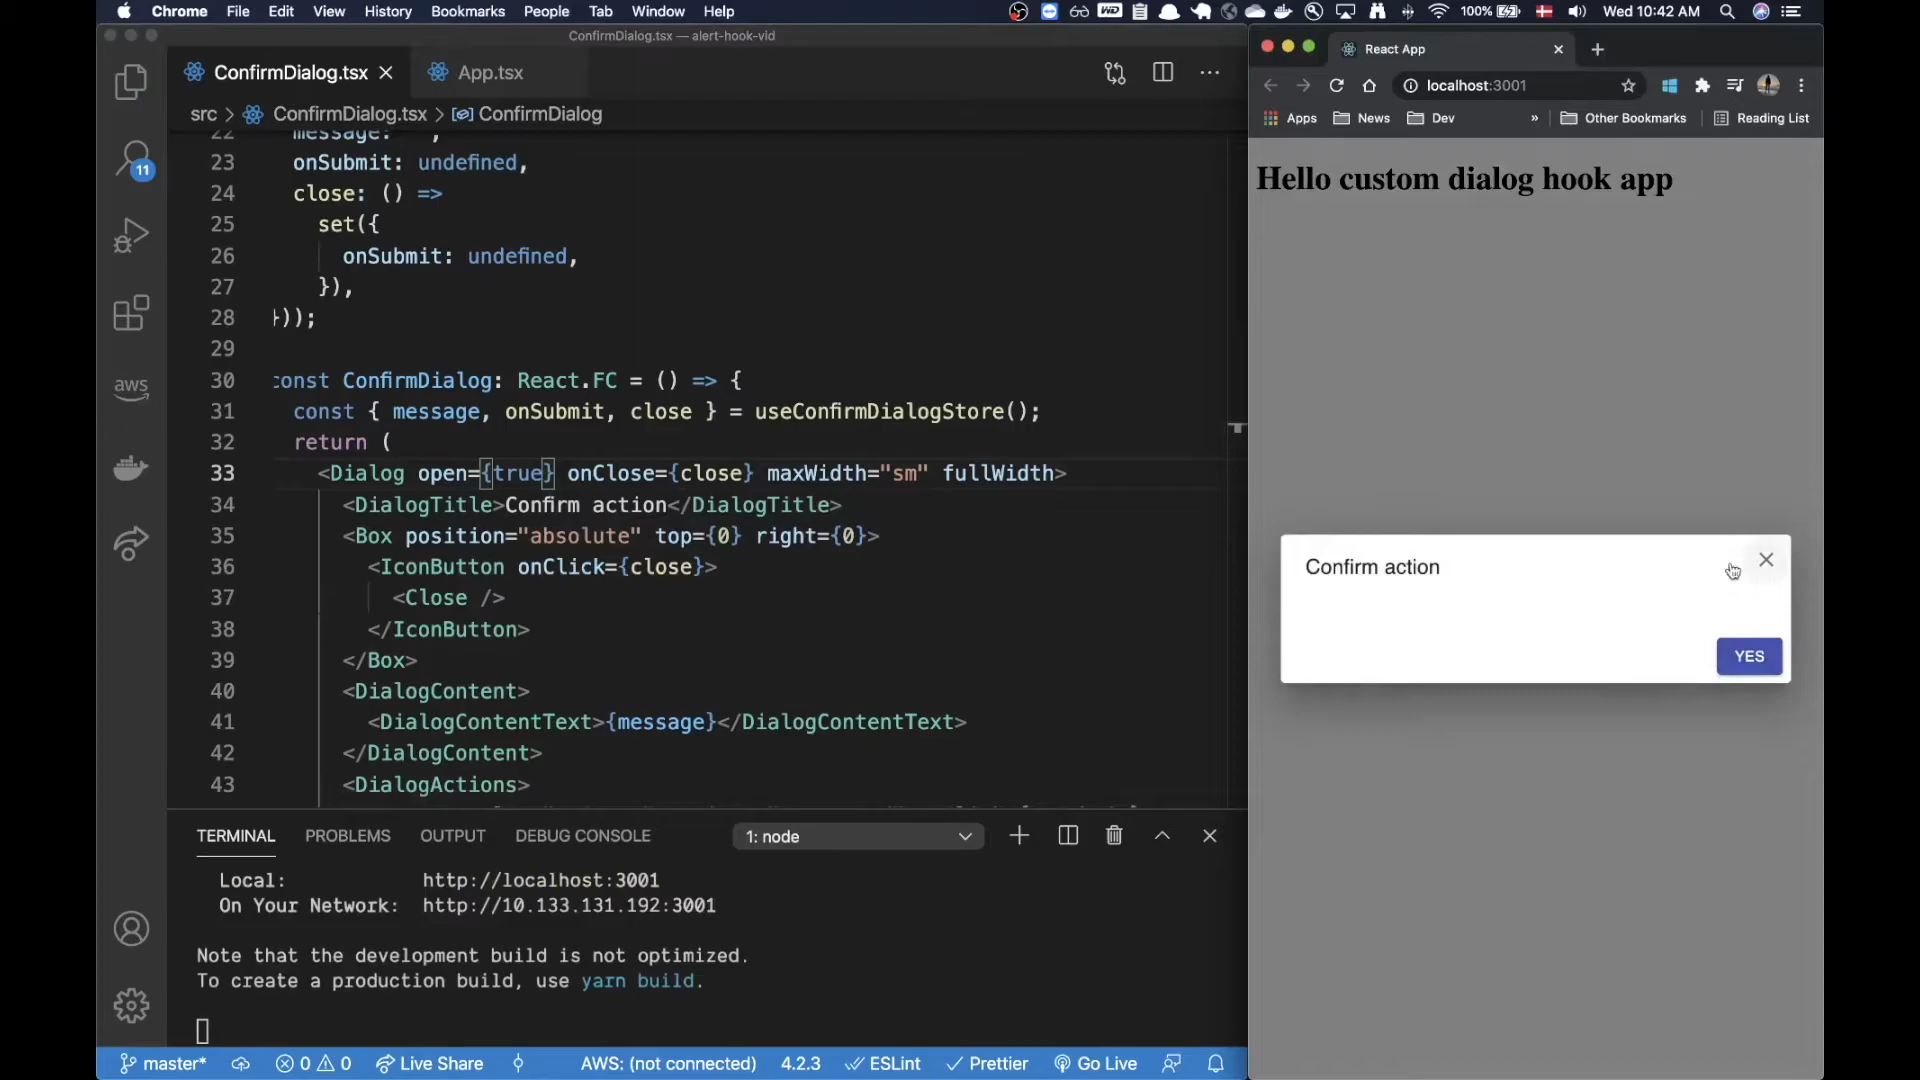 Chrome File Edit View History Bookmarks People Tab Window Help
100% Wed 10:42 AM
ConfirmDialog.tsx — alert-hook-vid
ConfirmDialog.tsx App.tsx
src > ConfirmDialog.tsx > ConfirmDialog
22 message: ,
23 onSubmit: undefined,
24 close: () =>
25 set({
26 onSubmit: undefined,
27 }),
28 }));
29
30 const ConfirmDialog: React.FC = () => {
31 const { message, onSubmit, close } = useConfirmDialogStore();
32 return (
33 <Dialog open={true} onClose={close} maxWidth="sm" fullWidth>
34 <DialogTitle>Confirm action</DialogTitle>
35 <Box position="absolute" top={0} right={0}>
36 <IconButton onClick={close}>
37 <Close />
38 </IconButton>
39 </Box>
40 <DialogContent>
41 <DialogContentText>{message}</DialogContentText>
42 </DialogContent>
43 <DialogActions>
11
aws
TERMINAL PROBLEMS OUTPUT DEBUG CONSOLE 1: node
Local: http://localhost:3001
On Your Network: http://10.133.131.192:3001
Note that the development build is not optimized.
To create a production build, use yarn build.
master* 0 0 Live Share AWS: (not connected) 4.2.3 ESLint Prettier Go Live
React App
localhost:3001
Apps News Dev » Other Bookmarks Reading List
Hello custom dialog hook app
Confirm action
YES